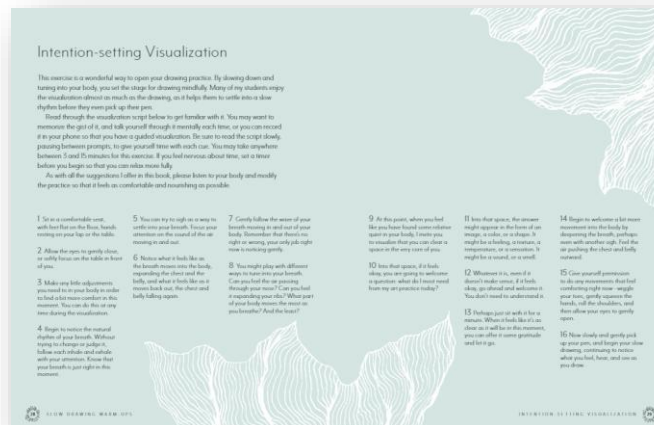 Intention-setting Visualization
This exercise is a wonderful way to open your drawing practice. By slowing down and
tuning into your body, you set the stage for drawing mindfully. Many of my students enjoy
the visualization almost as much as the drawing, as it helps them to settle into a slow
rhythm before they even pick up their pen.
Read through the visualization script below to get familiar with it. You may want to
memorize the gist of it, and talk yourself through it mentally each time, or you can record
it in your phone so that you have a guided visualization. Be sure to read the script slowly,
pausing between prompts, to give yourself time with each cue. You may take anywhere
between 3 and 15 minutes for this exercise. If you feel nervous about time, set a timer
before you begin so that you can relax more fully.
As with all the suggestions I offer in this book, please listen to your body and modify
the practice so that it feels as comfortable and nourishing as possible.
1 Sit in a comfortable seat,
with feet flat on the floor, hands
resting on your lap or the table.
2 Allow the eyes to gently close,
or softly focus on the table in front
of you.
3 Make any little adjustments
you need to in your body in order
to find a bit more comfort in this
moment. You can do this at any
time during the visualization.
4 Begin to notice the natural
rhythm of your breath. Without
trying to change or judge it,
follow each inhale and exhale
with your attention. Know that
your breath is just right in this
moment.
5 You can try to sigh as a way to
settle into your breath. Focus your
attention on the sound of the air
moving in and out.
6 Notice what it feels like as
the breath moves into the body,
expanding the chest and the
belly, and what it feels like as it
moves back out, the chest and
belly falling again.
7 Gently follow the wave of your
breath moving in and out of your
body. Remember that there's no
right or wrong, your only job right
now is noticing gently.
8 You might play with different
ways to tune into your breath.
Can you feel the air passing
through your nose? Can you feel
it expanding your ribs? What part
of your body moves the most as
you breathe? And the least?
9 At this point, when you feel
like you have found some relative
quiet in your body, I invite you
to visualize that you can clear a
space in the very core of you.
10 Into that space, if it feels
okay, you are going to welcome
a question: what do I most need
from my art practice today?
11 Into that space, the answer
might appear in the form of an
image, a color, or a shape. It
might be a feeling, a texture, a
temperature, or a sensation. It
might be a sound, or a smell.
12 Whatever it is, even if it
doesn't make sense, if it feels
okay, go ahead and welcome it.
You don't need to understand it.
13 Perhaps just sit with it for a
minute. When it feels like it's as
clear as it will be in this moment,
you can offer it some gratitude
and let it go.
14 Begin to welcome a bit more
movement into the body by
deepening the breath, perhaps
even with another sigh. Feel the
air pushing the chest and belly
outward.
15 Give yourself permission
to do any movements that feel
comforting right now - wiggle
your toes, gently squeeze the
hands, roll the shoulders, and
then allow your eyes to gently
open.
16 Now slowly and gently pick
up your pen, and begin your slow
drawing, continuing to notice
what you feel, hear, and see as
you draw.
SLOW DRAWING WARM-UPS
INTENTION-SETTING VISUALIZATION